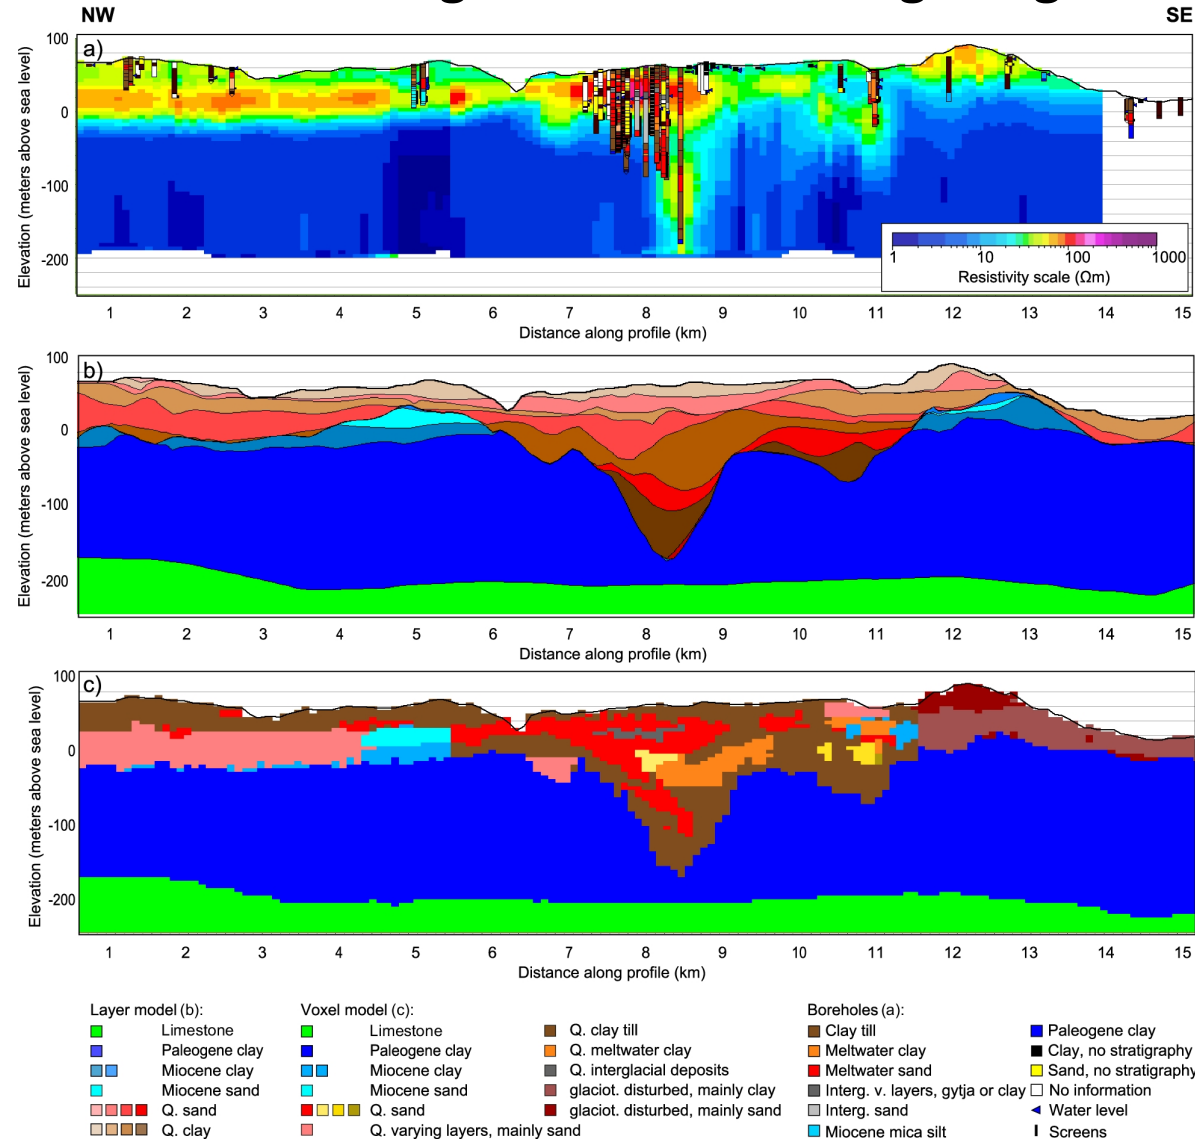 NW SE
a)
100
0
-100
-200
Elevation (meters above sea level)
1 10 100 1000
Resistivity scale (Ωm)
1 2 3 4 5 6 7 8 9 10 11 12 13 14 15
Distance along profile (km)
b)
100
0
-100
-200
Elevation (meters above sea level)
1 2 3 4 5 6 7 8 9 10 11 12 13 14 15
Distance along profile (km)
c)
100
0
-100
-200
Elevation (meters above sea level)
1 2 3 4 5 6 7 8 9 10 11 12 13 14 15
Distance along profile (km)
Layer model (b):
Limestone
Paleogene clay
Miocene clay
Miocene sand
Q. sand
Q. clay
Voxel model (c):
Limestone
Paleogene clay
Miocene clay
Miocene sand
Q. sand
Q. varying layers, mainly sand
Q. clay till
Q. meltwater clay
Q. interglacial deposits
glaciot. disturbed, mainly clay
glaciot. disturbed, mainly sand
Boreholes (a):
Clay till
Meltwater clay
Meltwater sand
Interg. v. layers, gytja or clay
Interg. sand
Miocene mica silt
Paleogene clay
Clay, no stratigraphy
Sand, no stratigraphy
No information
Water level
Screens